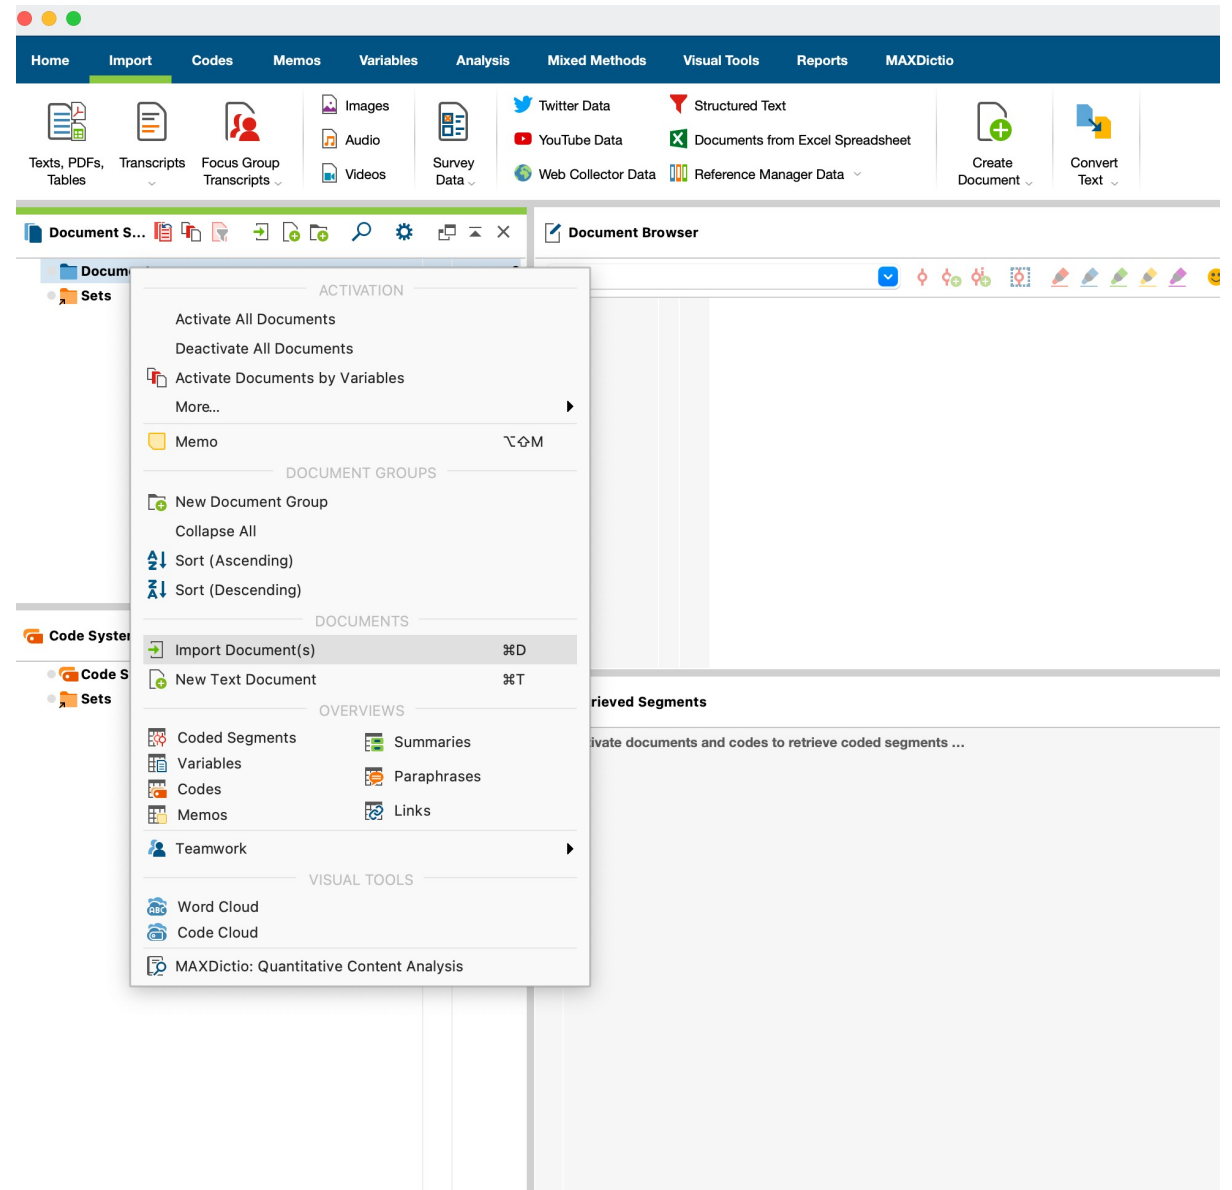 Home Import Codes Memos Variables Analysis Mixed Methods Visual Tools Reports MAXDictio
Texts, PDFs,
Tables
Transcripts
Focus Group
Transcripts
Images
Audio
Videos
Survey
Data
Twitter Data
YouTube Data
Web Collector Data
Structured Text
Documents from Excel Spreadsheet
Reference Manager Data
Create
Document
Convert
Text
Document S...
Document Browser
Docum
Sets
ACTIVATION
Activate All Documents
Deactivate All Documents
Activate Documents by Variables
More...
Memo ⌥⇧M
DOCUMENT GROUPS
New Document Group
Collapse All
Sort (Ascending)
Sort (Descending)
DOCUMENTS
Import Document(s) ⌘D
New Text Document ⌘T
OVERVIEWS
Coded Segments
Variables
Codes
Memos
Summaries
Paraphrases
Links
Teamwork
VISUAL TOOLS
Word Cloud
Code Cloud
MAXDictio: Quantitative Content Analysis
Code Syster
Code S
Sets
rieved Segments
ivate documents and codes to retrieve coded segments ...